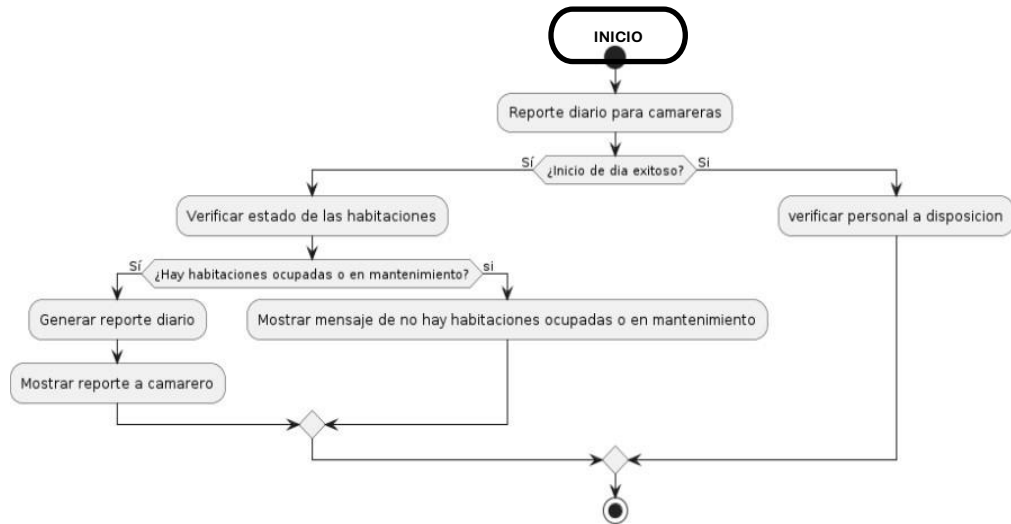 INICIO
Reporte diario para camareras
Sí
¿Inicio de dia exitoso?
Si
Verificar estado de las habitaciones
verificar personal a disposicion
Sí
¿Hay habitaciones ocupadas o en mantenimiento?
si
Generar reporte diario
Mostrar mensaje de no hay habitaciones ocupadas o en mantenimiento
Mostrar reporte a camarero